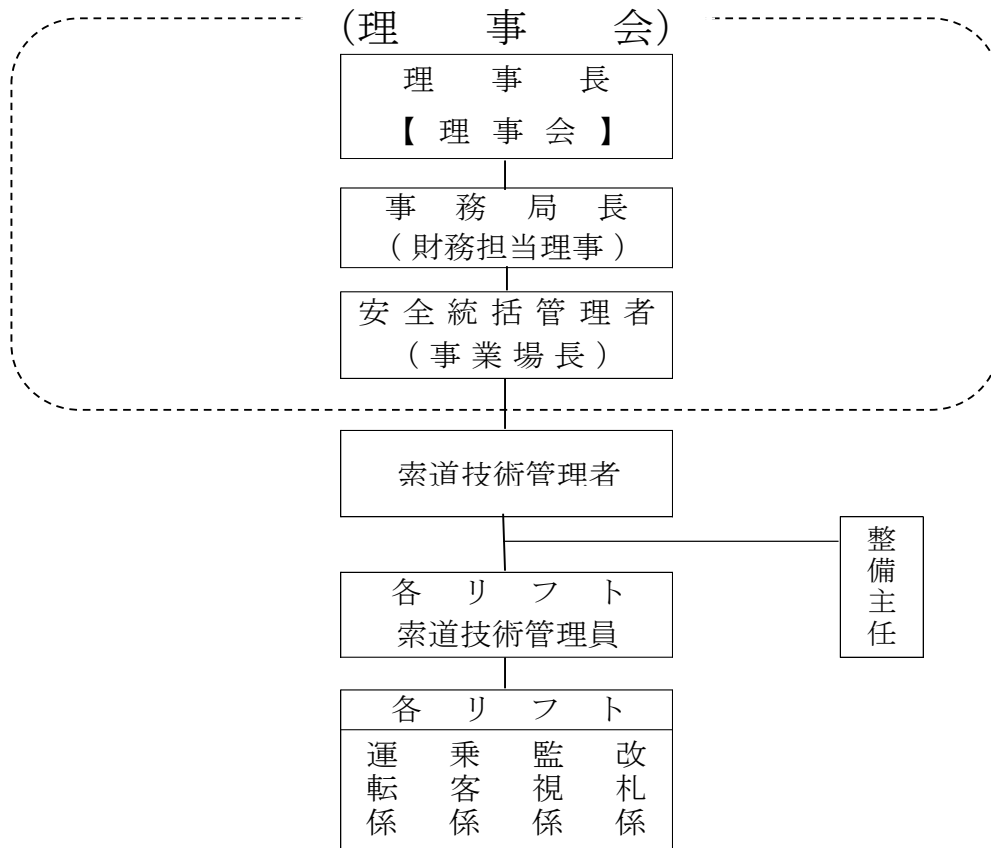 (理事会)
理事長
【理事会】
事務局長
(財務担当理事)
安全統括管理者
(事業場長)
索道技術管理者
整備主任
各リフト
索道技術管理員
各リフト
運転係
乗客係
監視係
改札係